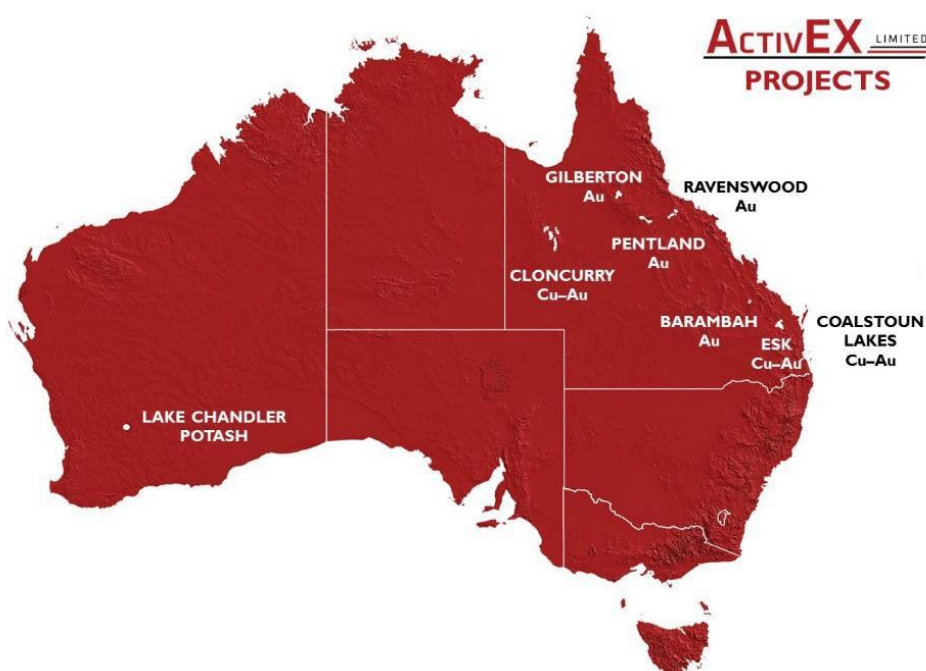 ACTIVEX LIMITED
PROJECTS
GILBERTON
Au
RAVENSWOOD
Au
PENTLAND
Au
CLONCURRY
Cu–Au
BARAMBAH
Au
ESK
Cu–Au
COALSTOUN
LAKES
Cu–Au
LAKE CHANDLER
POTASH